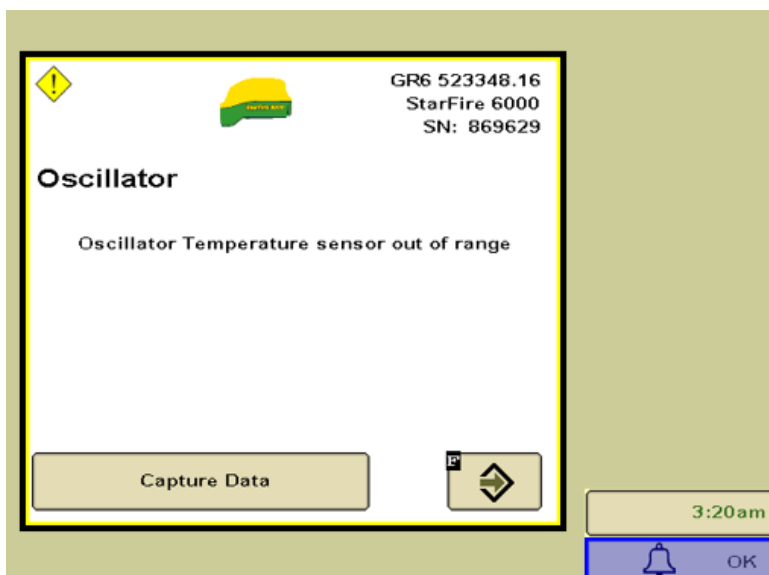 GR6 523348.16
StarFire 6000
SN: 869629
Oscillator
Oscillator Temperature sensor out of range
Capture Data
F
3:20am
OK